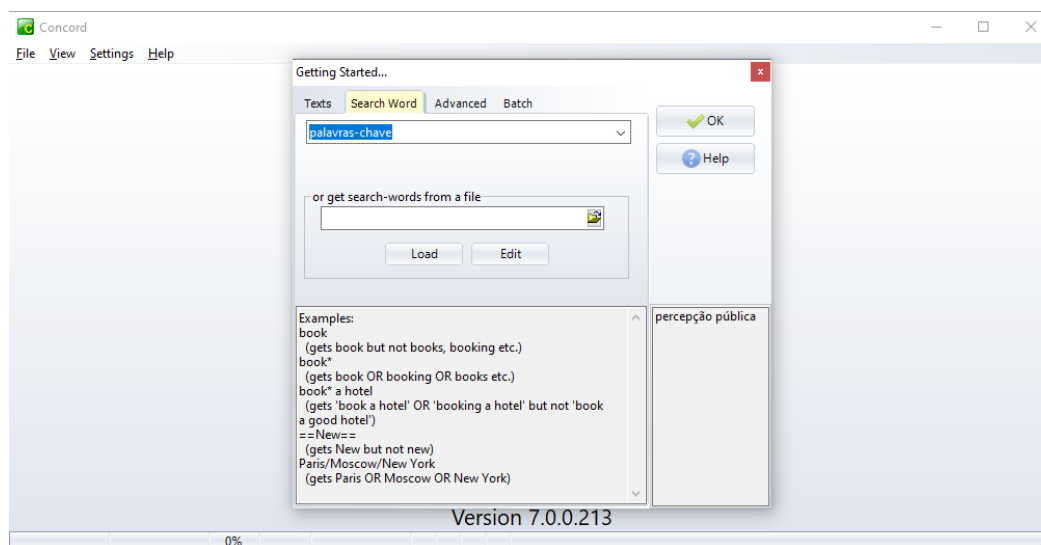 Concord
File View Settings Help
Getting Started...
x
Texts Search Word Advanced Batch
palavras-chave
OK
Help
or get search-words from a file
Load Edit
Examples:
book
(gets book but not books, booking etc.)
book*
(gets book OR booking OR books etc.)
book* a hotel
(gets 'book a hotel' OR 'booking a hotel' but not 'book
a good hotel')
==New==
(gets New but not new)
Paris/Moscow/New York
(gets Paris OR Moscow OR New York)
percepção pública
Version 7.0.0.213
0%